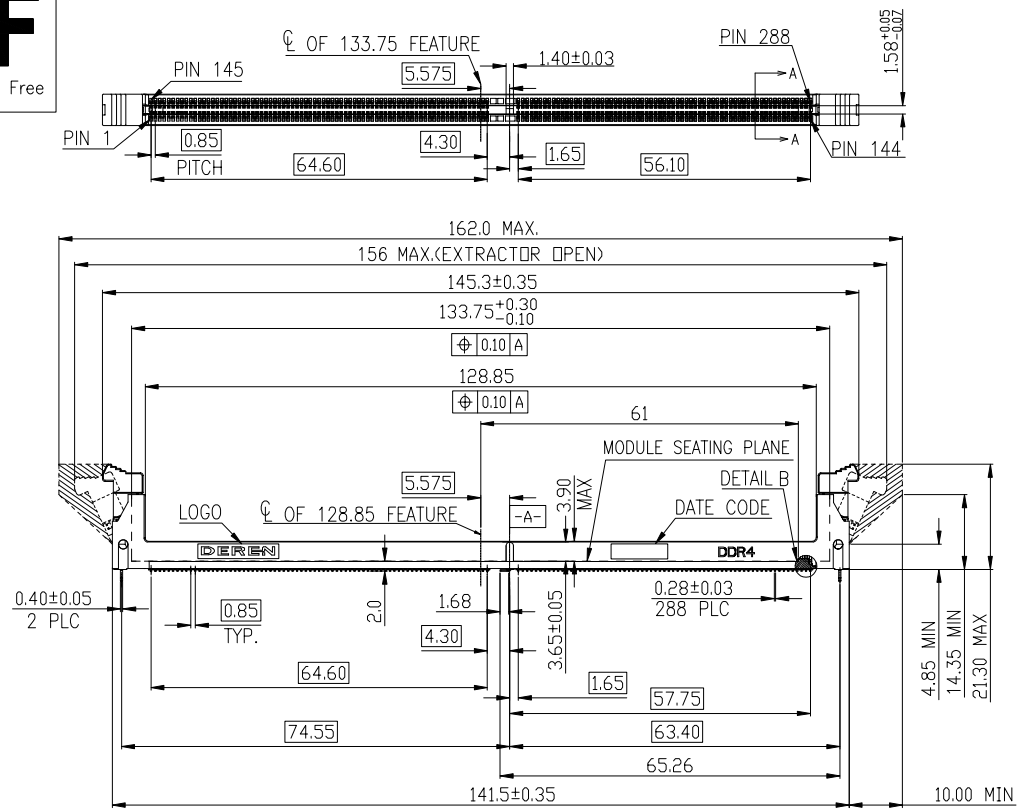 F
Free
℄ OF 133.75 FEATURE
PIN 288
1.58+0.05
-0.07
5.575
1.40±0.03
PIN 145
A
PIN 1
0.85
PITCH
4.30
1.65
A
PIN 144
64.60
56.10
162.0 MAX.
156 MAX.(EXTRACTOR OPEN)
145.3±0.35
133.75+0.30
-0.10
⌖ 0.10 A
128.85
⌖ 0.10 A
61
MODULE SEATING PLANE
5.575
3.90
MAX
DETAIL B
LOGO
℄ OF 128.85 FEATURE
-A-
DATE CODE
DEREN
DDR4
0.40±0.05
2 PLC
0.85
TYP.
2.0
1.68
4.30
3.65±0.05
0.28±0.03
288 PLC
4.85 MIN
14.35 MIN
21.30 MAX
64.60
1.65
57.75
74.55
63.40
65.26
141.5±0.35
10.00 MIN